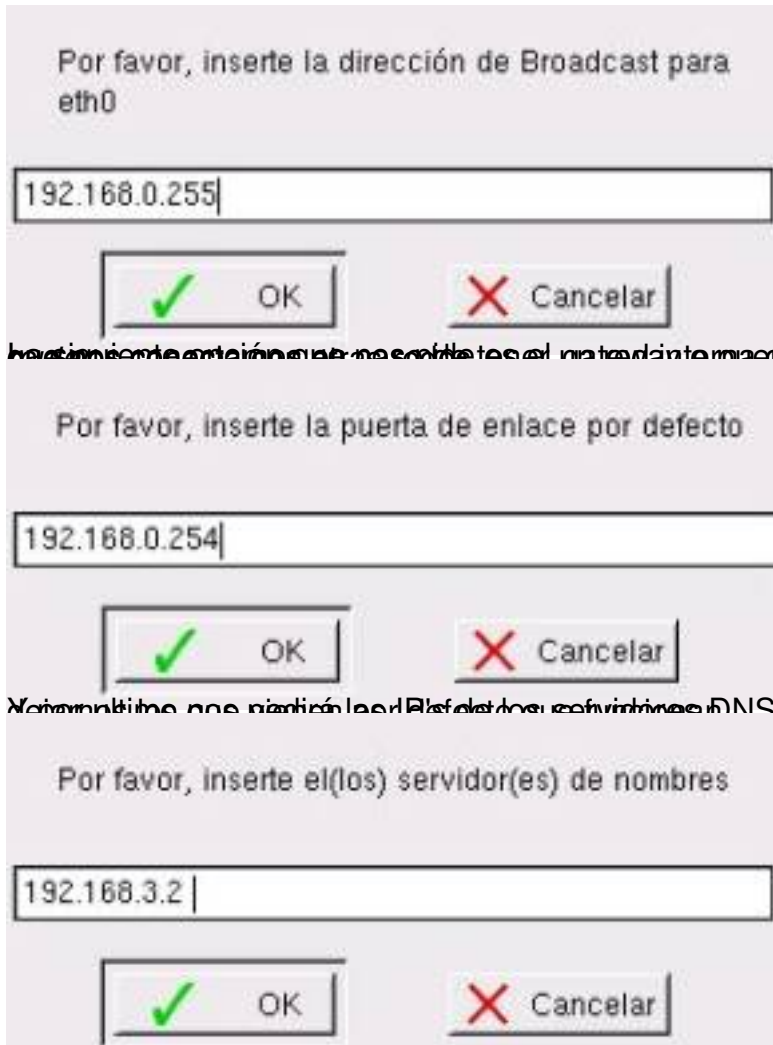 Por favor, inserte la dirección de Broadcast para
eth0
192.168.0.255
OK Cancelar
Por favor, inserte la puerta de enlace por defecto
192.168.0.254
OK Cancelar
DNS
Por favor, inserte el(los) servidor(es) de nombres
192.168.3.2
OK Cancelar